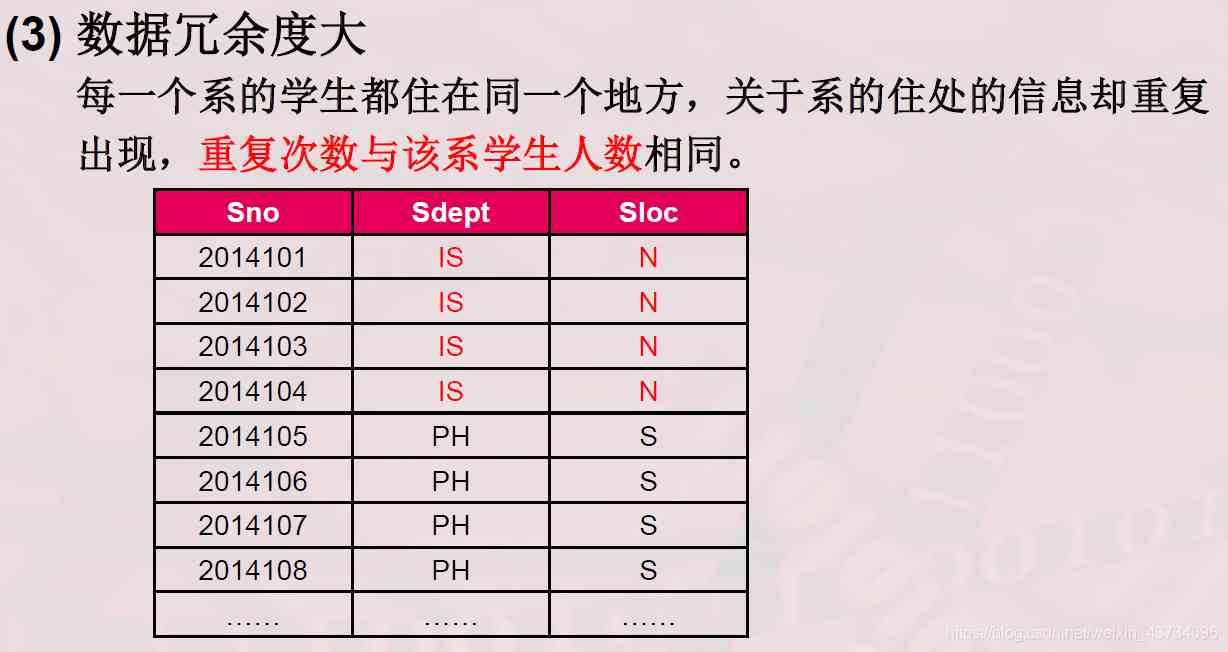 (3) 数据冗余度大
每一个系的学生都住在同一个地方，关于系的住处的信息却重复
出现，重复次数与该系学生人数相同。
Sno Sdept Sloc
2014101 IS N
2014102 IS N
2014103 IS N
2014104 IS N
2014105 PH S
2014106 PH S
2014107 PH S
2014108 PH S
…… …… ……
https://blog.csdn.net/weixin_43734095